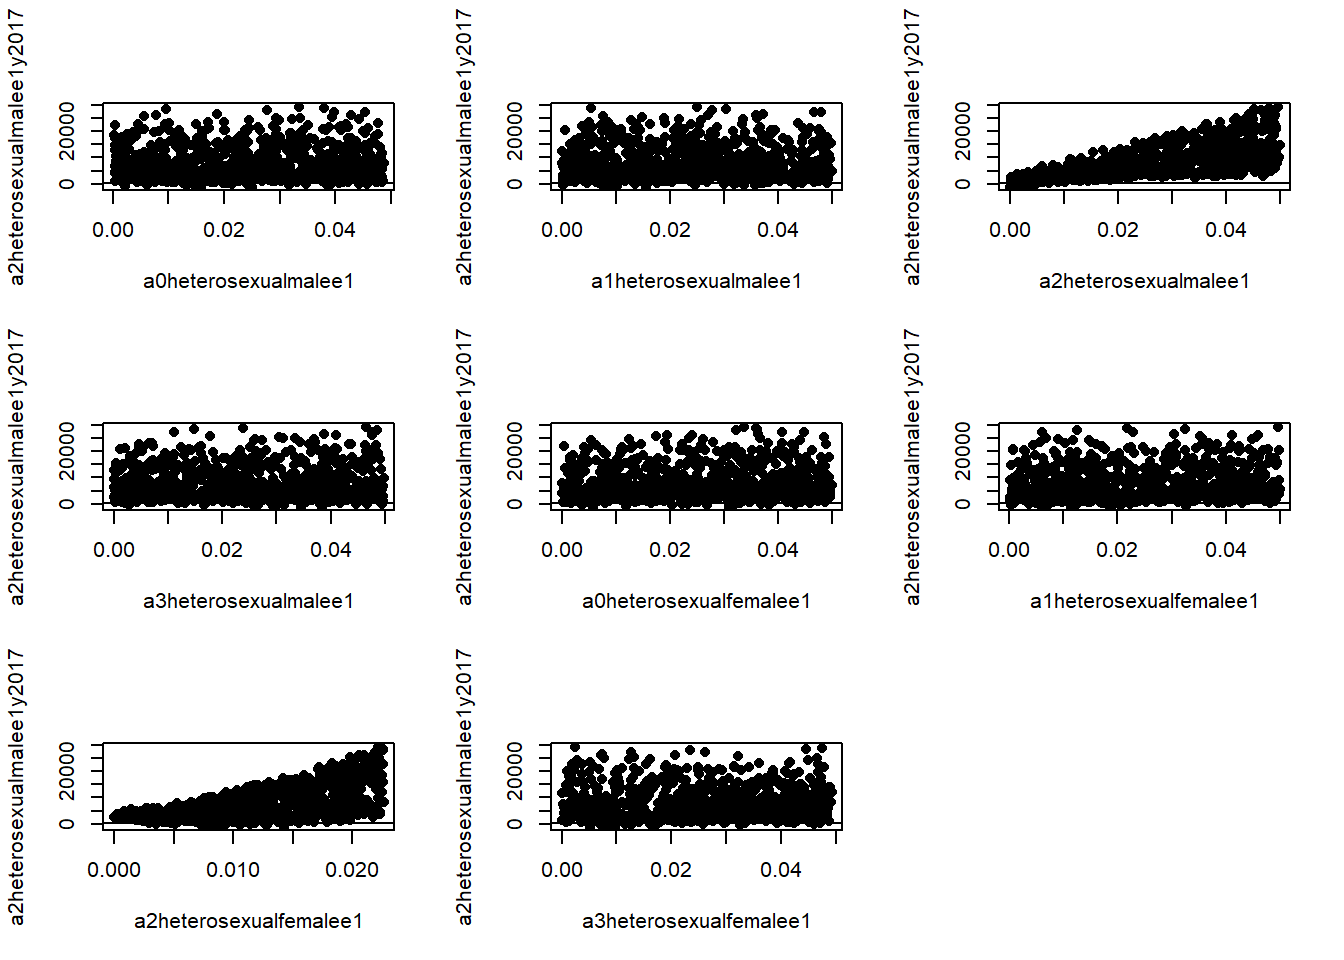 a2heterosexualmalee1y2017
20000
0
0.00 0.02 0.04
a0heterosexualmalee1
a2heterosexualmalee1y2017
20000
0
0.00 0.02 0.04
a1heterosexualmalee1
a2heterosexualmalee1y2017
20000
0
0.00 0.02 0.04
a2heterosexualmalee1
a2heterosexualmalee1y2017
20000
0
0.00 0.02 0.04
a3heterosexualmalee1
a2heterosexualmalee1y2017
20000
0
0.00 0.02 0.04
a0heterosexualfemalee1
a2heterosexualmalee1y2017
20000
0
0.00 0.02 0.04
a1heterosexualfemalee1
a2heterosexualmalee1y2017
20000
0
0.000 0.010 0.020
a2heterosexualfemalee1
a2heterosexualmalee1y2017
20000
0
0.00 0.02 0.04
a3heterosexualfemalee1